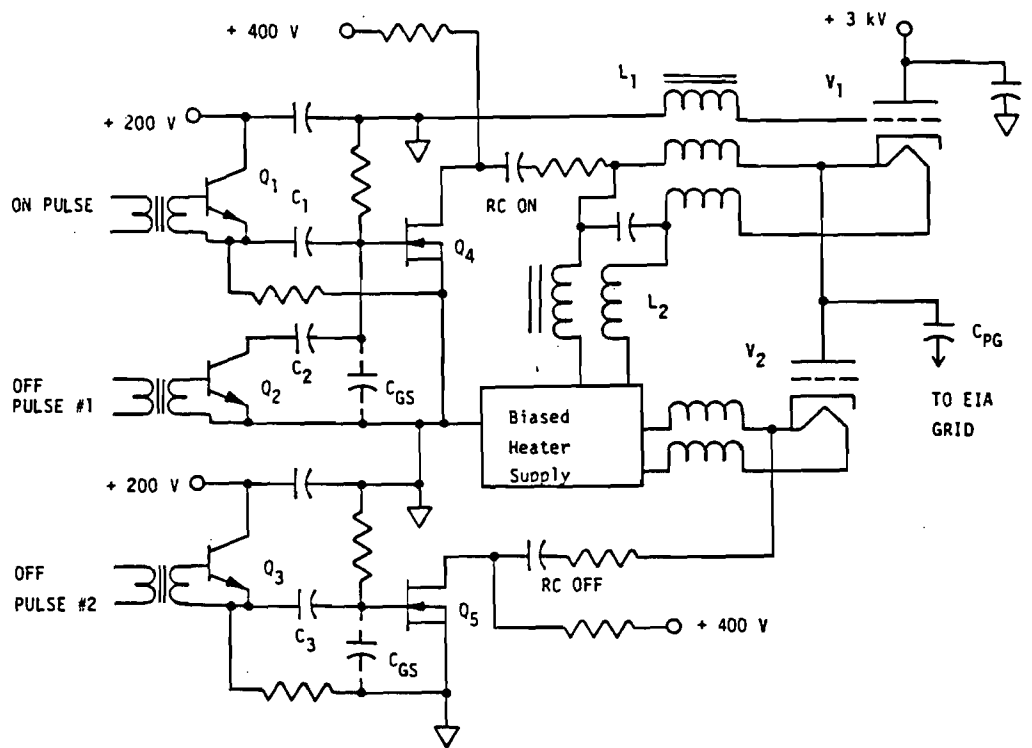 + 3 kV
+ 400 V
L1
V1
+ 200 V
Q1
C1
ON PULSE
RC ON
Q4
L2
C2
CPG
V2
OFF
PULSE #1
Q2
CGS
Biased
Heater
Supply
TO EIA
GRID
+ 200 V
OFF
PULSE #2
Q3
RC OFF
C3
Q5
CGS
+ 400 V